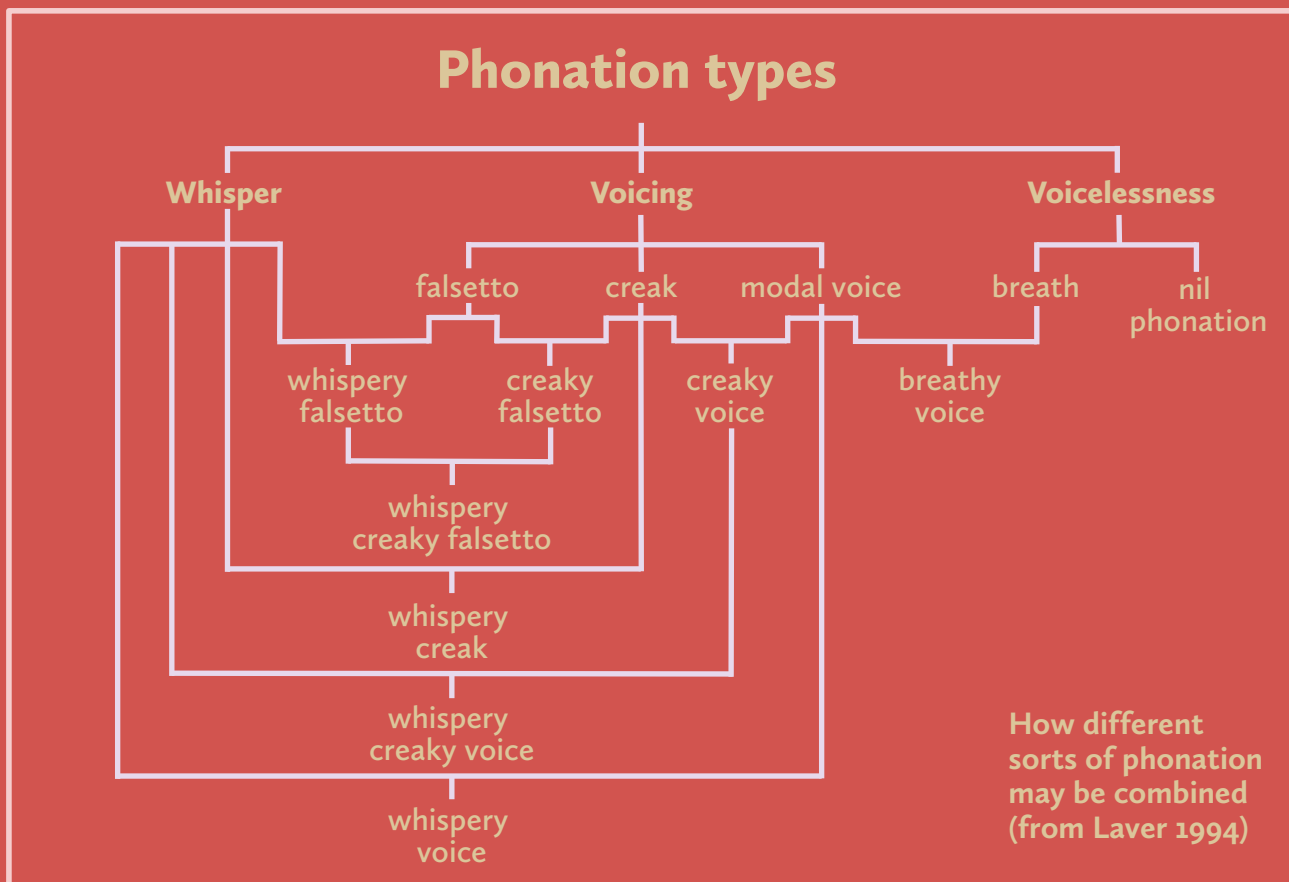 Phonation types
Whisper
Voicing
Voicelessness
falsetto
creak
modal voice
breath
nil
phonation
whispery
falsetto
creaky
falsetto
creaky
voice
breathy
voice
whispery
creaky falsetto
whispery
creak
whispery
creaky voice
whispery
voice
How different
sorts of phonation
may be combined
(from Laver 1994)